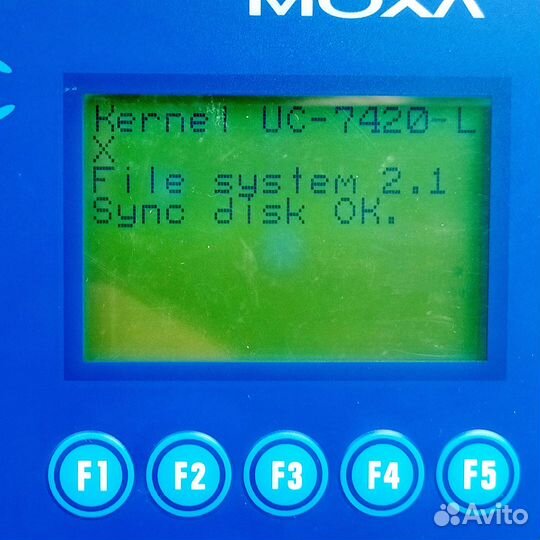 MOXA
Kernel UC-7420-L
X
File system 2.1
Sync disk OK.
F1 F2 F3 F4 F5
Avito